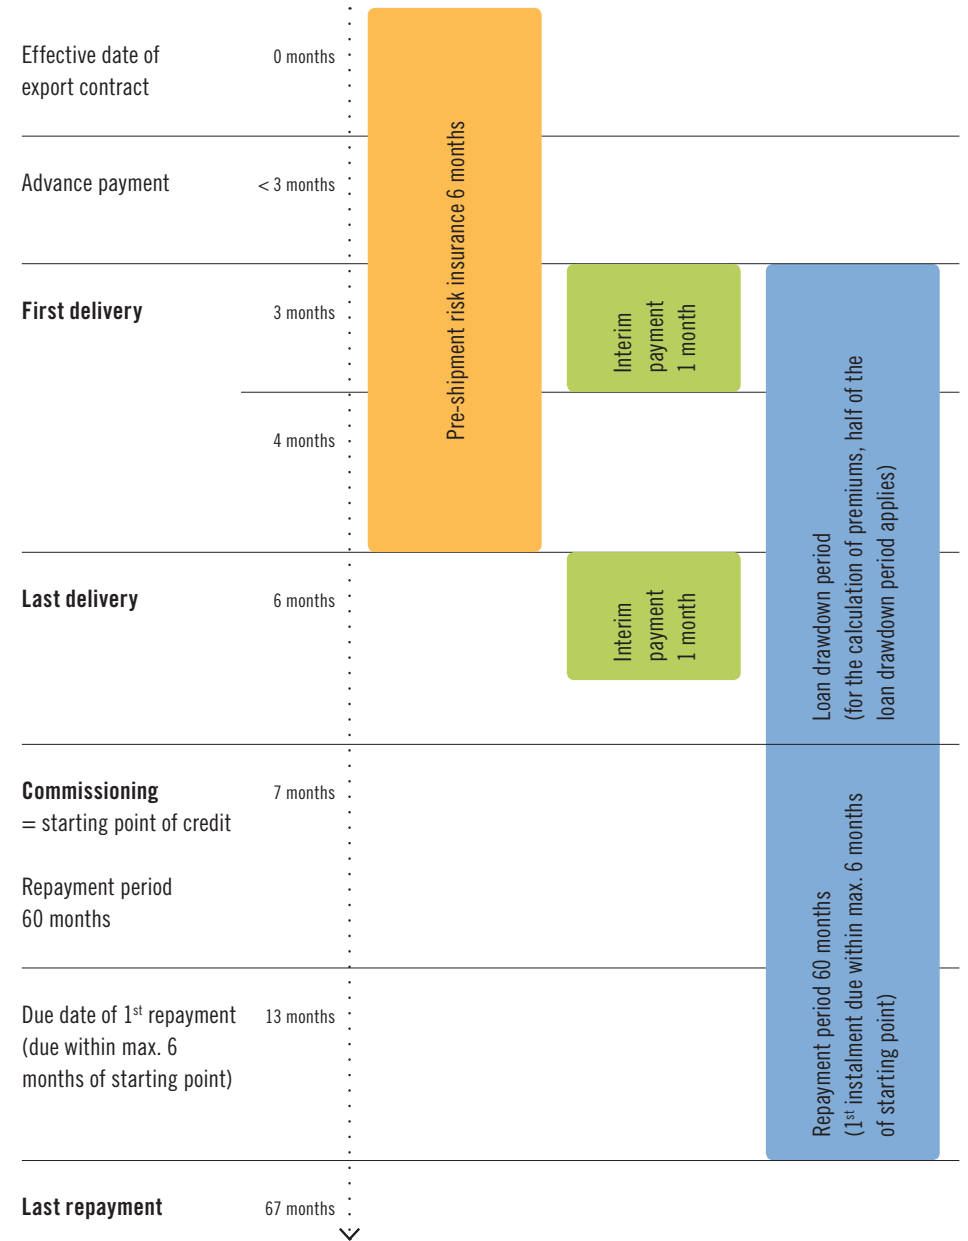 Effective date of
export contract
0 months
Advance payment
< 3 months
First delivery
3 months
4 months
Last delivery
6 months
Commissioning
= starting point of credit
7 months
Repayment period
60 months
Due date of 1st repayment
(due within max. 6
months of starting point)
13 months
Last repayment
67 months
Pre-shipment risk insurance 6 months
Interim
payment
1 month
Interim
payment
1 month
Loan drawdown period
(for the calculation of premiums, half of the
loan drawdown period applies)
Repayment period 60 months
(1st instalment due within max. 6 months
of starting point)